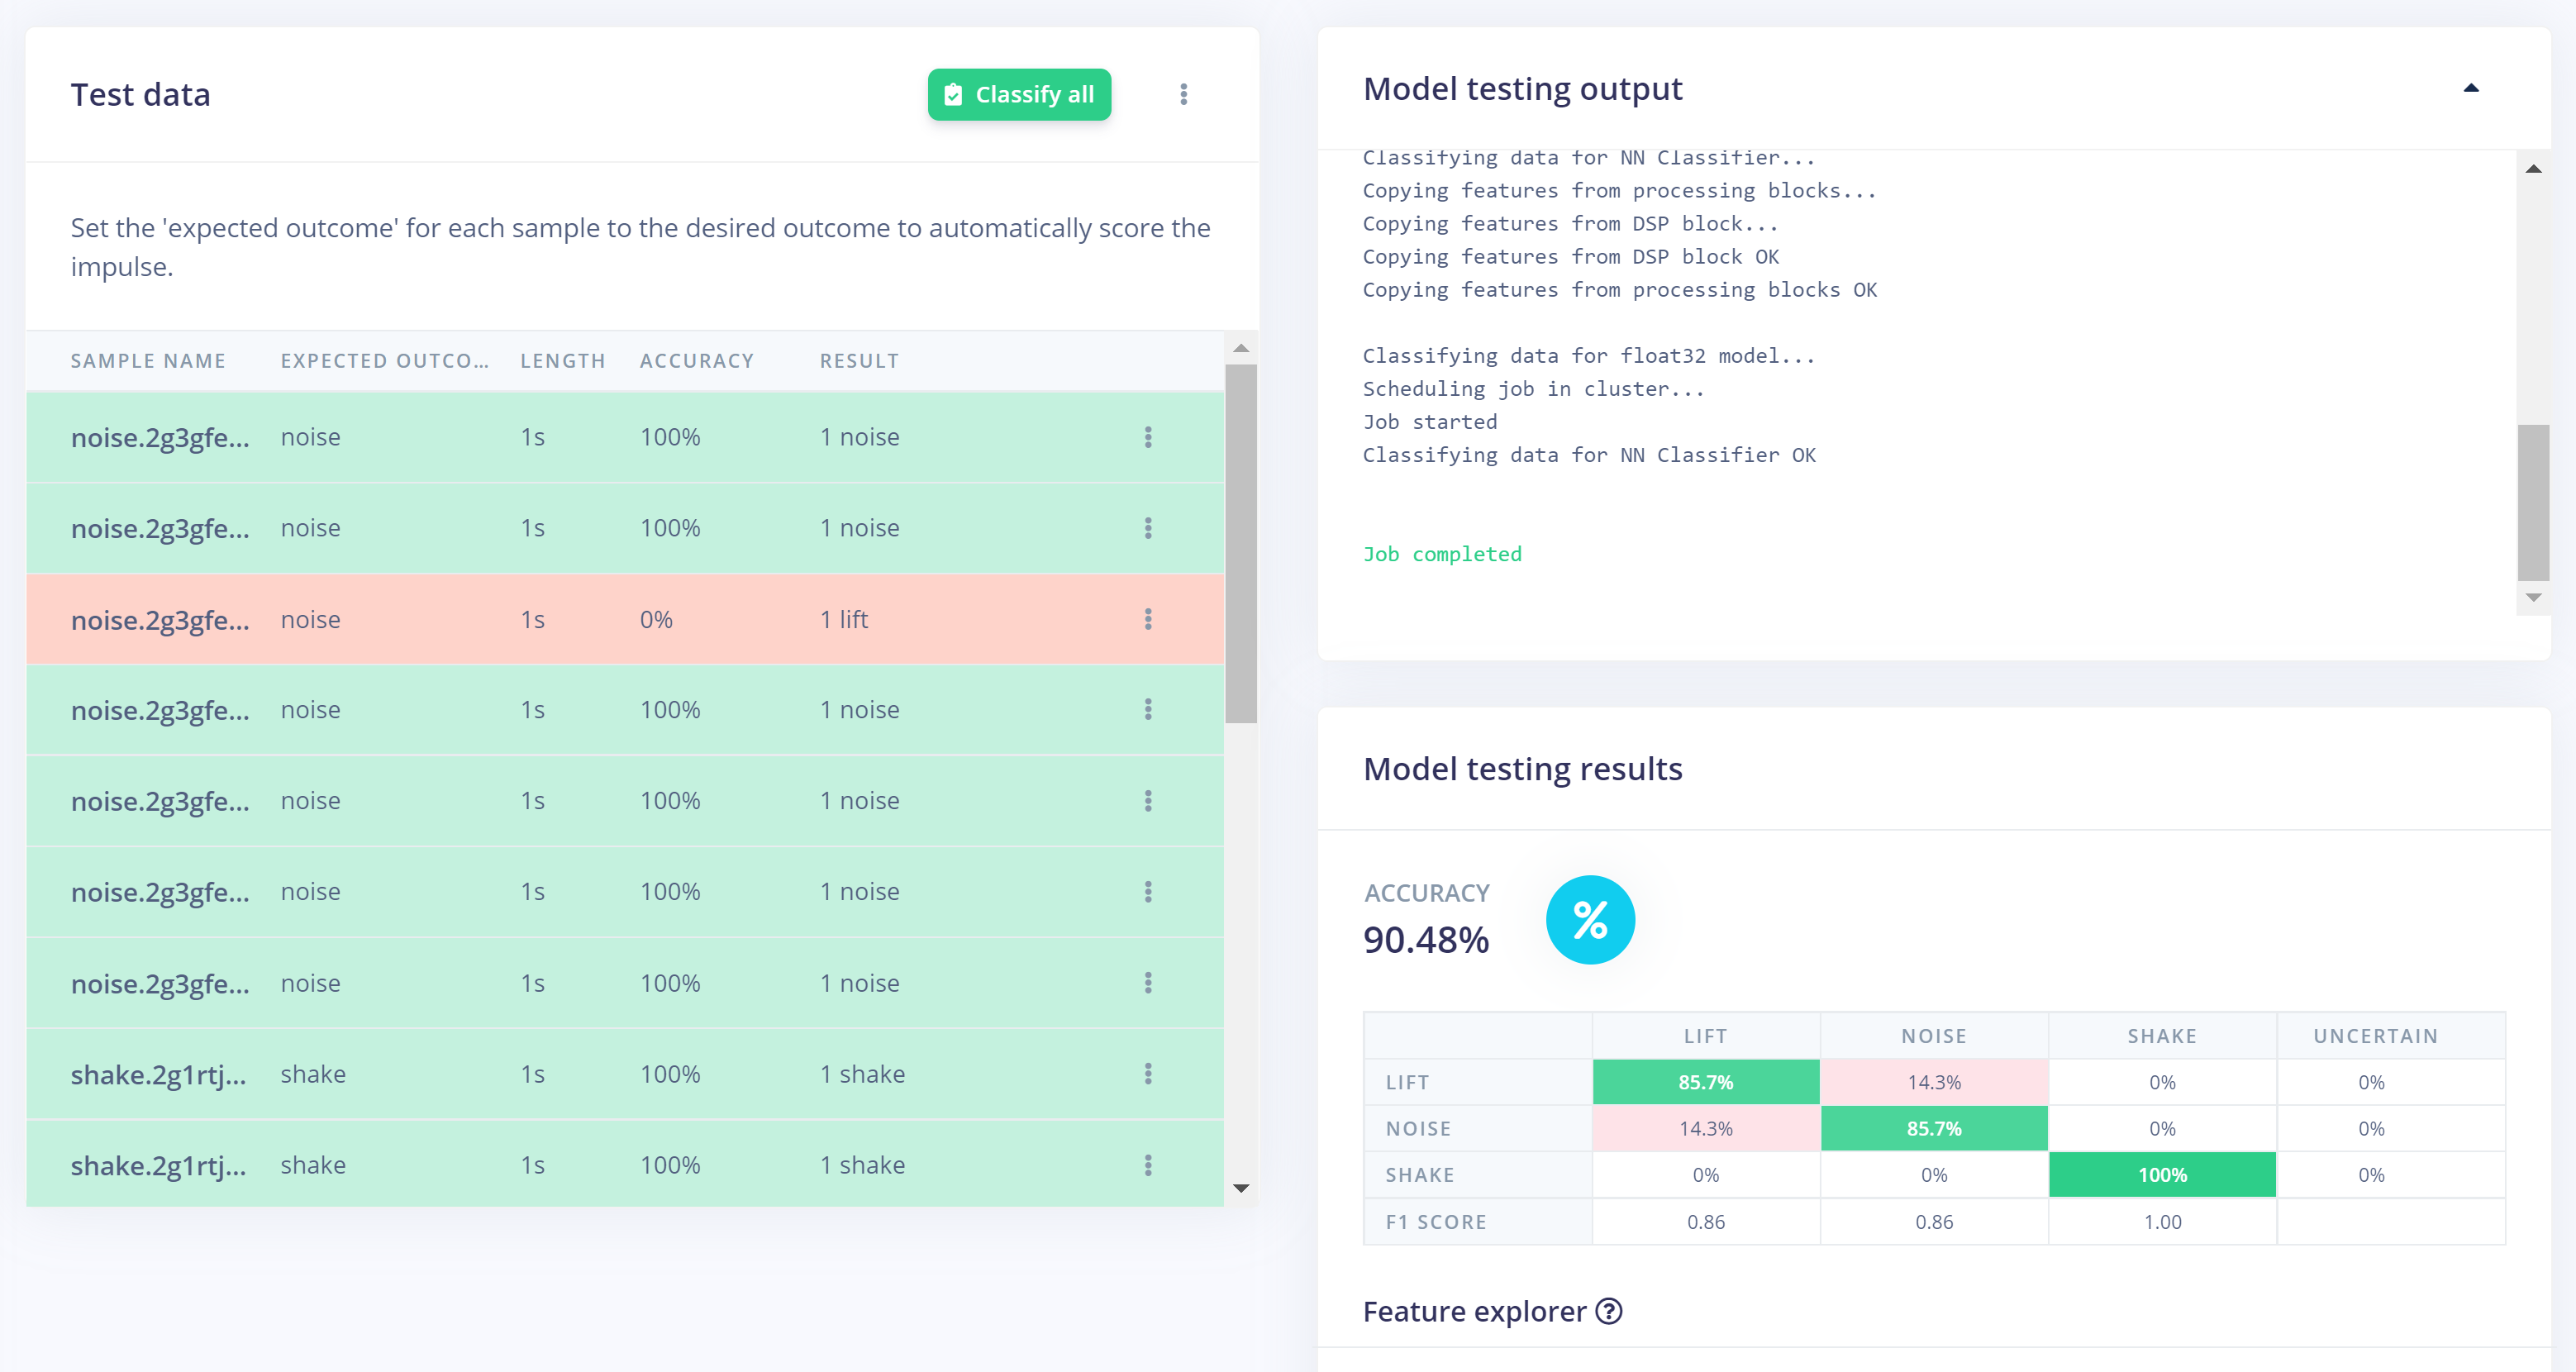 Test data
Classify all
Set the 'expected outcome' for each sample to the desired outcome to automatically score the
impulse.
SAMPLE NAME EXPECTED OUTCO... LENGTH ACCURACY RESULT
noise.2g3gfe... noise 1s 100% 1 noise
noise.2g3gfe... noise 1s 100% 1 noise
noise.2g3gfe... noise 1s 0% 1 lift
noise.2g3gfe... noise 1s 100% 1 noise
noise.2g3gfe... noise 1s 100% 1 noise
noise.2g3gfe... noise 1s 100% 1 noise
noise.2g3gfe... noise 1s 100% 1 noise
shake.2g1rtj... shake 1s 100% 1 shake
shake.2g1rtj... shake 1s 100% 1 shake
Model testing output
Classifying data for NN Classifier...
Copying features from processing blocks...
Copying features from DSP block...
Copying features from DSP block OK
Copying features from processing blocks OK
Classifying data for float32 model...
Scheduling job in cluster...
Job started
Classifying data for NN Classifier OK
Job completed
Model testing results
ACCURACY
90.48%
%
LIFT NOISE SHAKE UNCERTAIN
LIFT 85.7% 14.3% 0% 0%
NOISE 14.3% 85.7% 0% 0%
SHAKE 0% 0% 100% 0%
F1 SCORE 0.86 0.86 1.00
Feature explorer ?